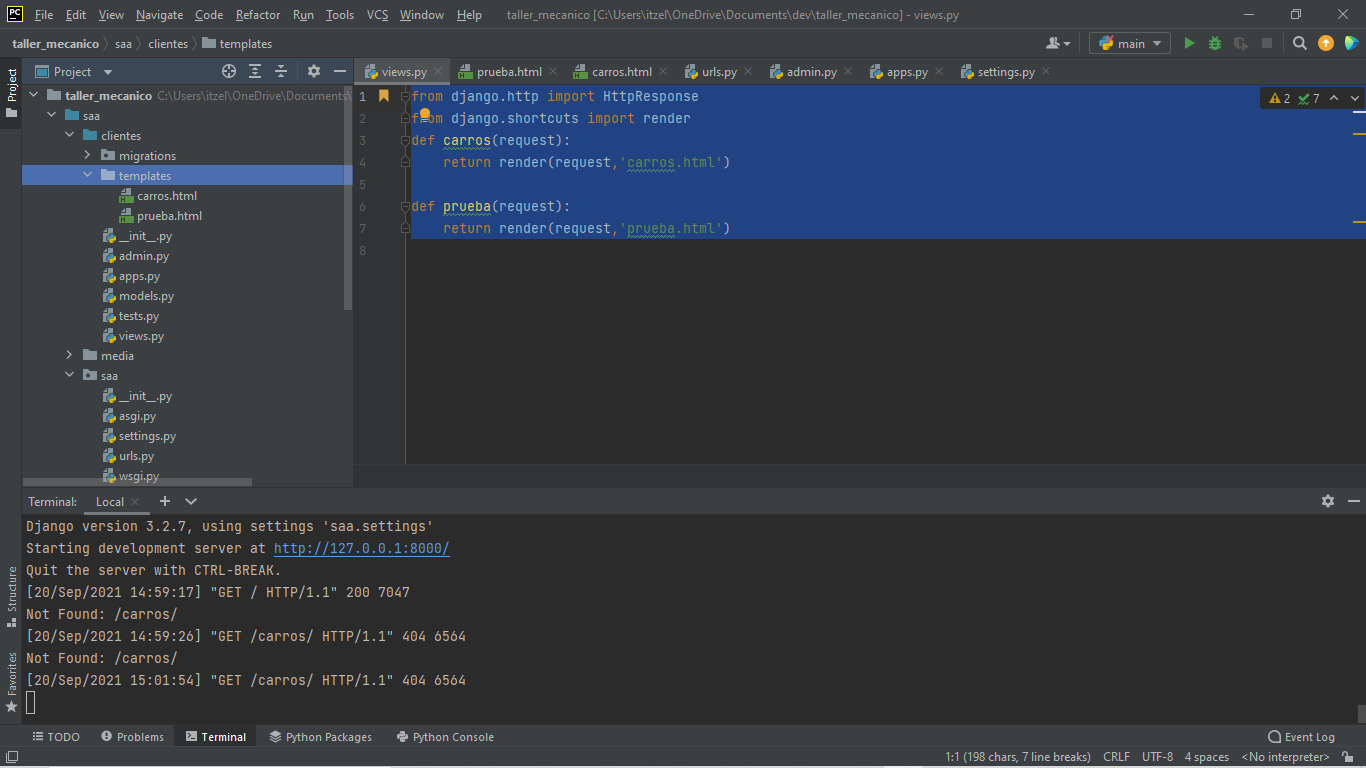 PC File Edit View Navigate Code Refactor Run Tools VCS Window Help taller_mecanico [C:\Users\itzel\OneDrive\Documents\dev\taller_mecanico] - views.py
taller_mecanico saa clientes templates main
Project
Project
views.py prueba.html carros.html urls.py admin.py apps.py settings.py
taller_mecanico C:\Users\itzel\OneDrive\Documents\
saa
clientes
migrations
templates
carros.html
prueba.html
__init__.py
admin.py
apps.py
models.py
tests.py
views.py
media
saa
__init__.py
asgi.py
settings.py
urls.py
wsgi.py
1 from django.http import HttpResponse
2 7
2 from django.shortcuts import render
3 def carros(request):
4 return render(request,'carros.html')
5
6 def prueba(request):
7 return render(request,'prueba.html')
8
Terminal: Local
Django version 3.2.7, using settings 'saa.settings'
Starting development server at http://127.0.0.1:8000/
Quit the server with CTRL-BREAK.
[20/Sep/2021 14:59:17] "GET / HTTP/1.1" 200 7047
Not Found: /carros/
[20/Sep/2021 14:59:26] "GET /carros/ HTTP/1.1" 404 6564
Not Found: /carros/
[20/Sep/2021 15:01:54] "GET /carros/ HTTP/1.1" 404 6564
Structure
Favorites
TODO Problems Terminal Python Packages Python Console Event Log
1:1 (198 chars, 7 line breaks) CRLF UTF-8 4 spaces <No interpreter>